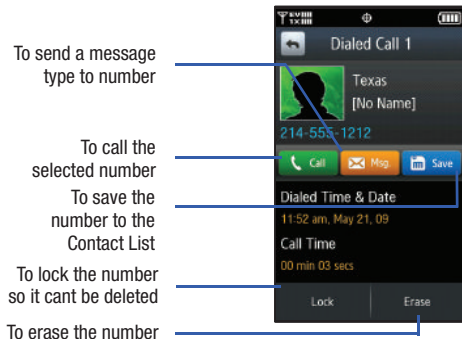 To send a message
type to number
To call the
selected number
To save the
number to the
Contact List
To lock the number
so it cant be deleted
To erase the number
EV
1X
Dialed Call 1
Texas
[No Name]
214-555-1212
Call
Msg.
Save
Dialed Time & Date
11:52 am, May 21, 09
Call Time
00 min 03 secs
Lock
Erase